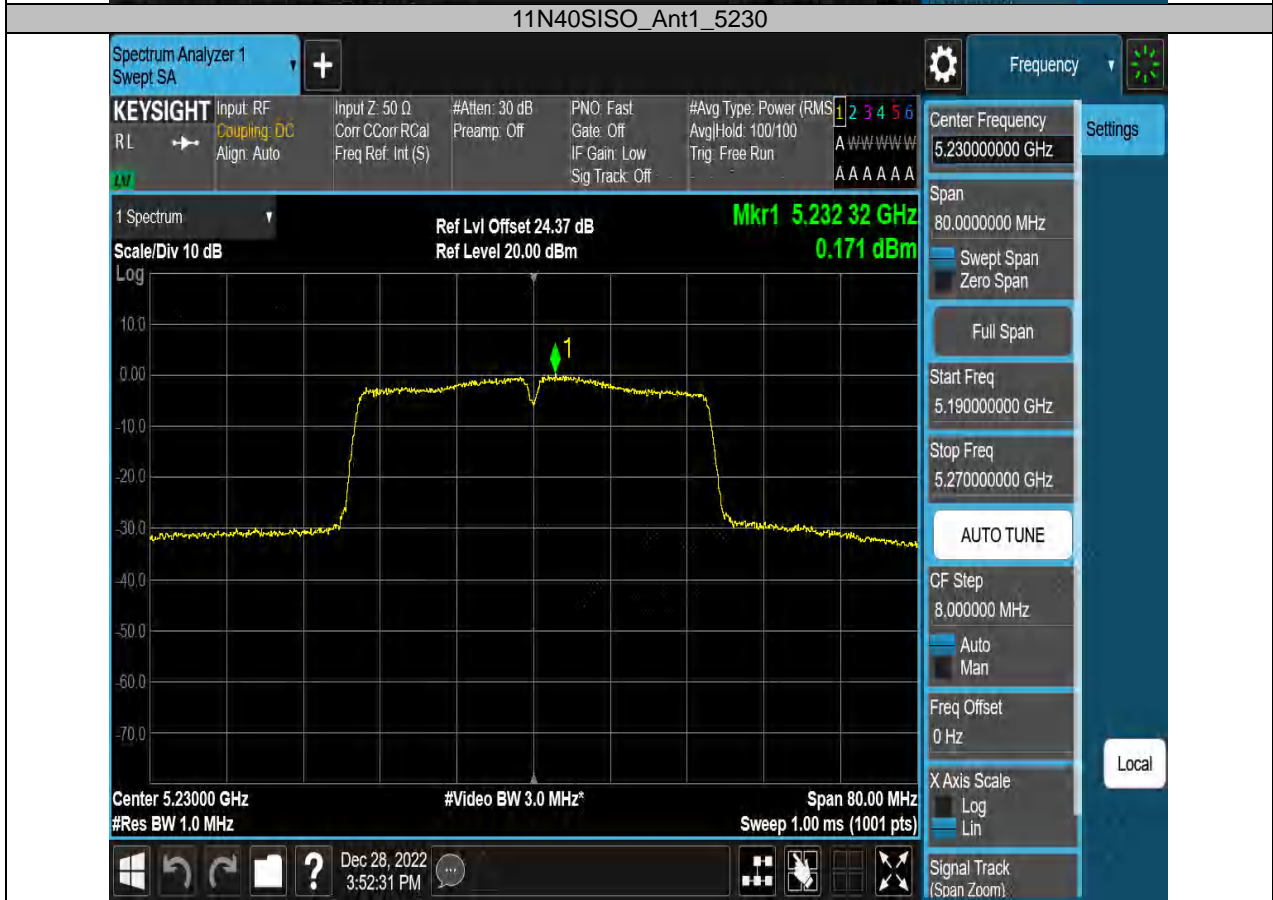 11N40SISO_Ant1_5230
Spectrum Analyzer 1
Swept SA
+
Frequency
KEYSIGHT
RL
Input: RF
Coupling: DC
Align: Auto
Input Z: 50 Ω
Corr CCorr RCal
Freq Ref: Int (S)
#Atten: 30 dB
Preamp: Off
PNO: Fast
Gate: Off
IF Gain: Low
Sig Track: Off
#Avg Type: Power (RMS
Avg|Hold: 100/100
Trig: Free Run
1 2 3 4 5 6
A W W W W W
A A A A A A
1 Spectrum
Scale/Div 10 dB
Log
Ref Lvl Offset 24.37 dB
Ref Level 20.00 dBm
Mkr1 5.232 32 GHz
0.171 dBm
10.0
0.00
-10.0
-20.0
-30.0
-40.0
-50.0
-60.0
-70.0
1
Center 5.23000 GHz
#Video BW 3.0 MHz*
Span 80.00 MHz
#Res BW 1.0 MHz
Sweep 1.00 ms (1001 pts)
Dec 28, 2022
3:52:31 PM
?
Center Frequency
5.230000000 GHz
Settings
Span
80.0000000 MHz
Swept Span
Zero Span
Full Span
Start Freq
5.190000000 GHz
Stop Freq
5.270000000 GHz
AUTO TUNE
CF Step
8.000000 MHz
Auto
Man
Freq Offset
0 Hz
X Axis Scale
Log
Lin
Local
Signal Track
(Span Zoom)